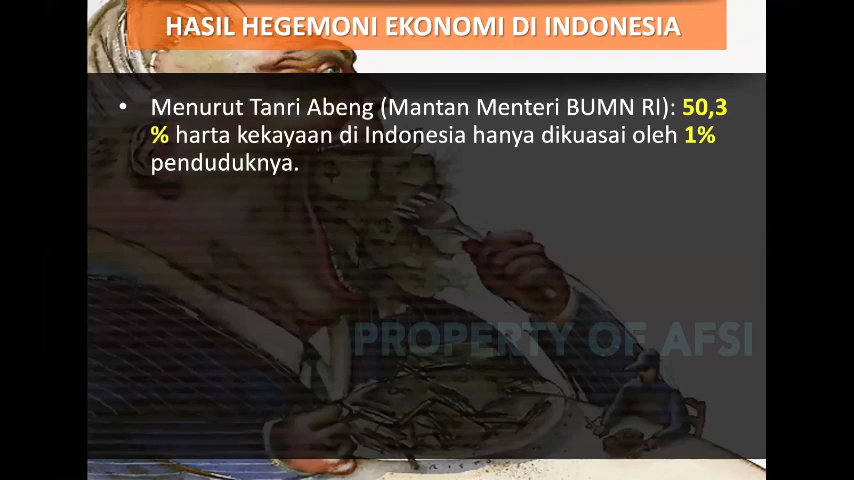 HASIL HEGEMONI EKONOMI DI INDONESIA
• Menurut Tanri Abeng (Mantan Menteri BUMN RI): 50,3
% harta kekayaan di Indonesia hanya dikuasai oleh 1%
penduduknya.
PROPERTY OF AFSI